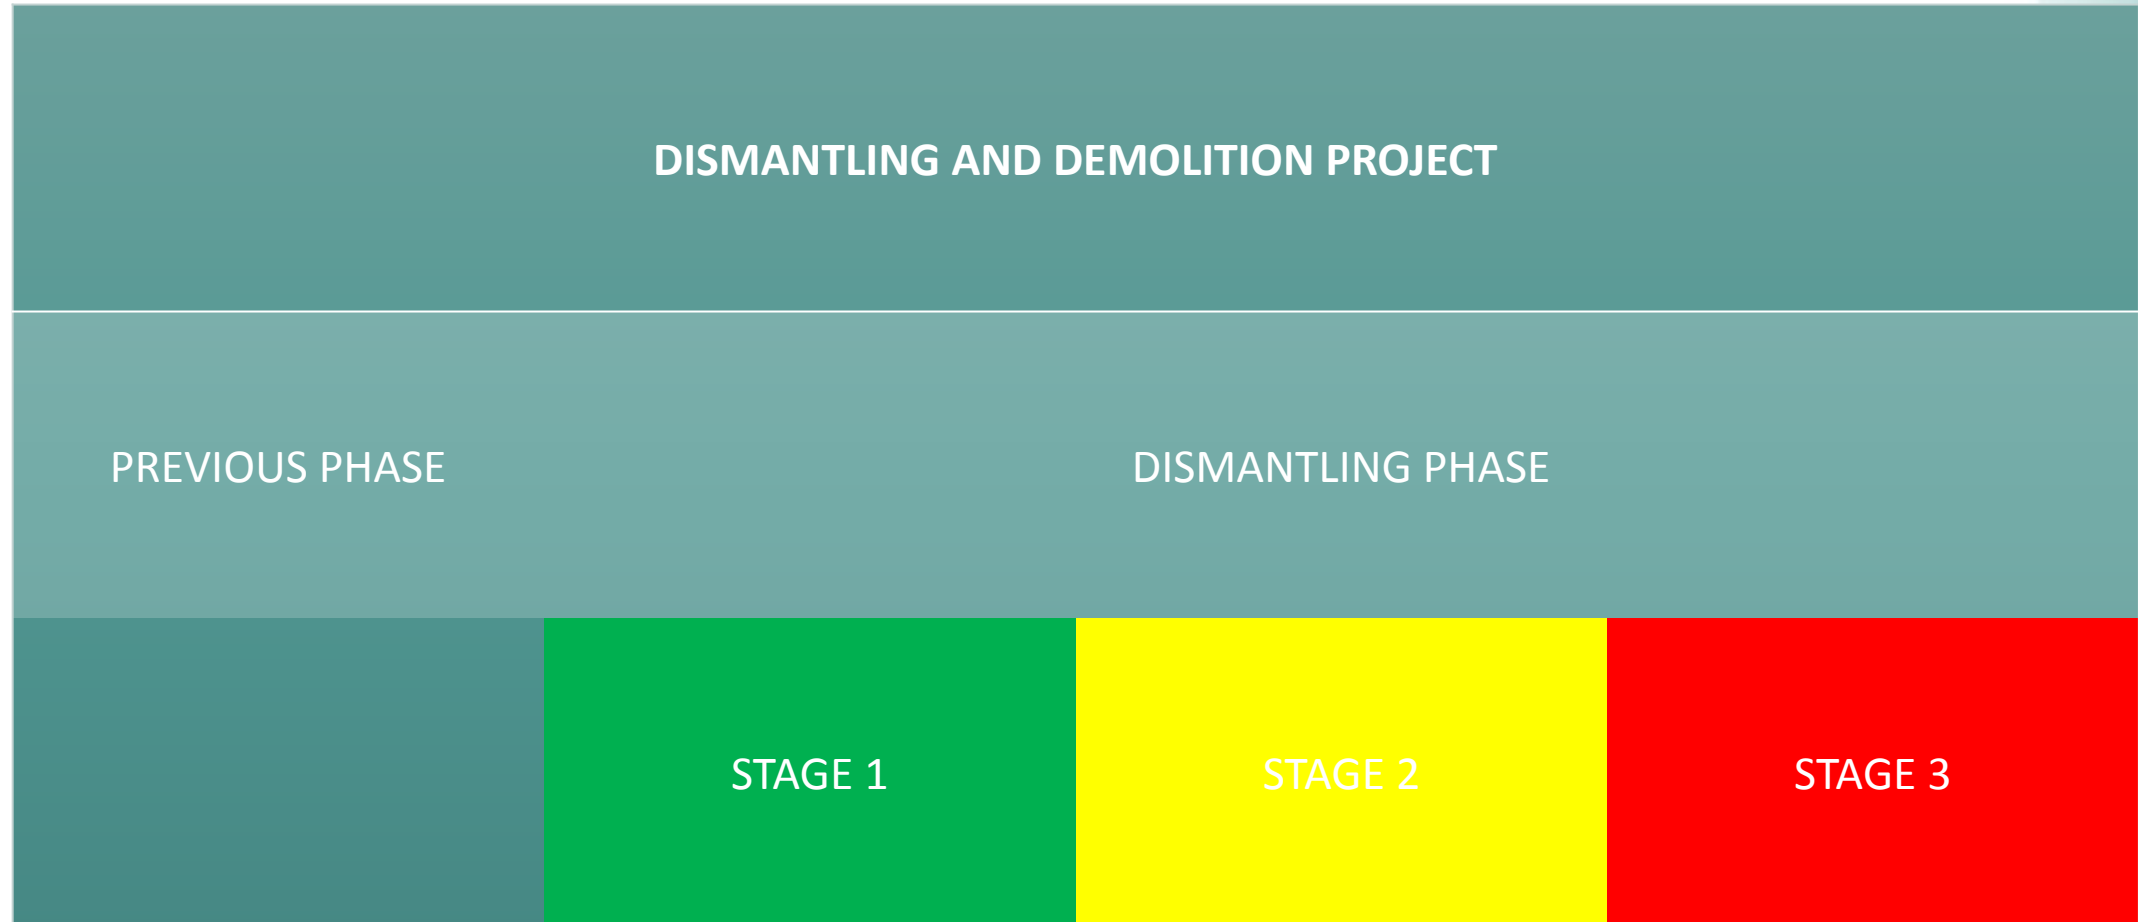 DISMANTLING AND DEMOLITION PROJECT
PREVIOUS PHASE
DISMANTLING PHASE
STAGE 1
STAGE 2
STAGE 3